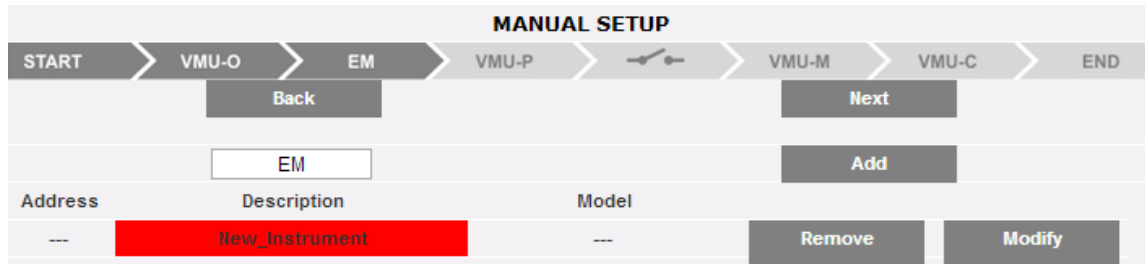 MANUAL SETUP
START VMU-O EM VMU-P VMU-M VMU-C END
Back Next
EM Add
Address Description Model
--- New_Instrument --- Remove Modify